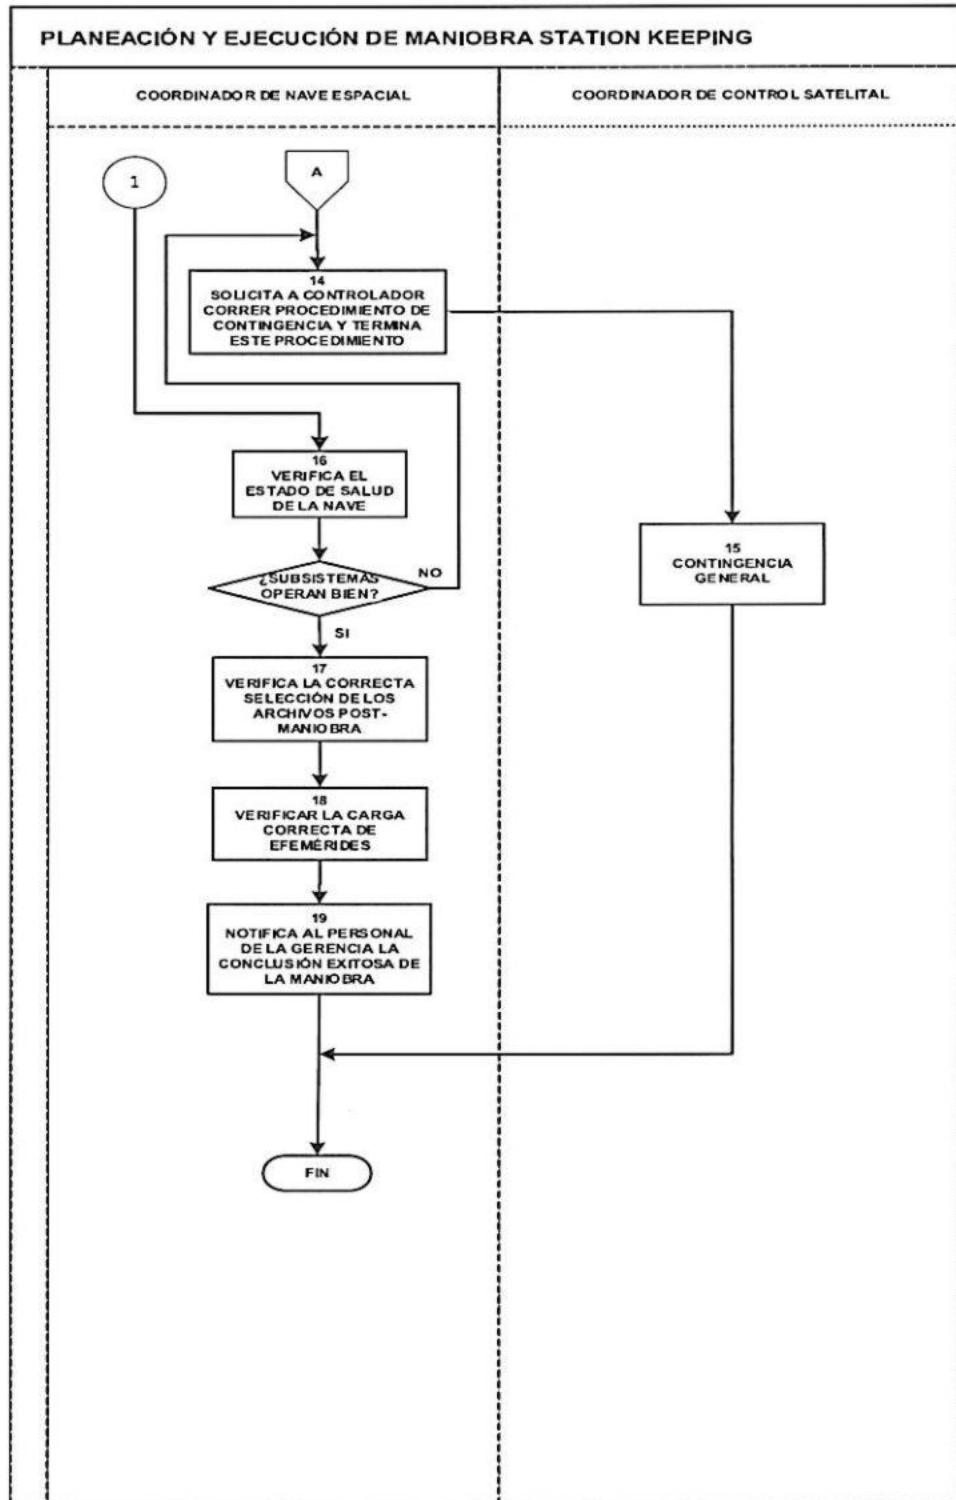 PLANEACIÓN Y EJECUCIÓN DE MANIOBRA STATION KEEPING
COORDINADOR DE NAVE ESPACIAL
COORDINADOR DE CONTROL SATELITAL
1
A
14
SOLICITA A CONTROLADOR
CORRER PROCEDIMIENTO DE
CONTINGENCIA Y TERMINA
ESTE PROCEDIMIENTO
16
VERIFICA EL
ESTADO DE SALUD
DE LA NAVE
15
CONTINGENCIA
GENERAL
¿SUBSISTEMAS
OPERAN BIEN?
NO
SI
17
VERIFICA LA CORRECTA
SELECCIÓN DE LOS
ARCHIVOS POST-
MANIOBRA
18
VERIFICAR LA CARGA
CORRECTA DE
EFEMÉRIDES
19
NOTIFICA AL PERSONAL
DE LA GERENCIA LA
CONCLUSIÓN EXITOSA DE
LA MANIOBRA
FIN